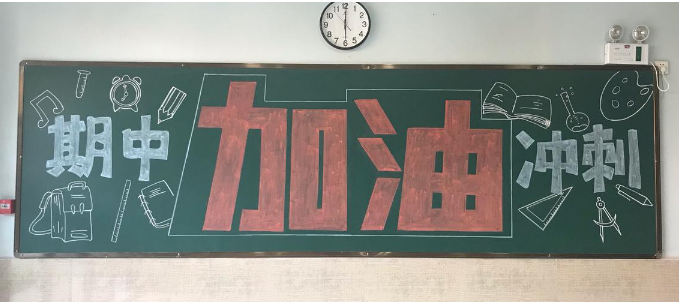 期中 加油 冲刺